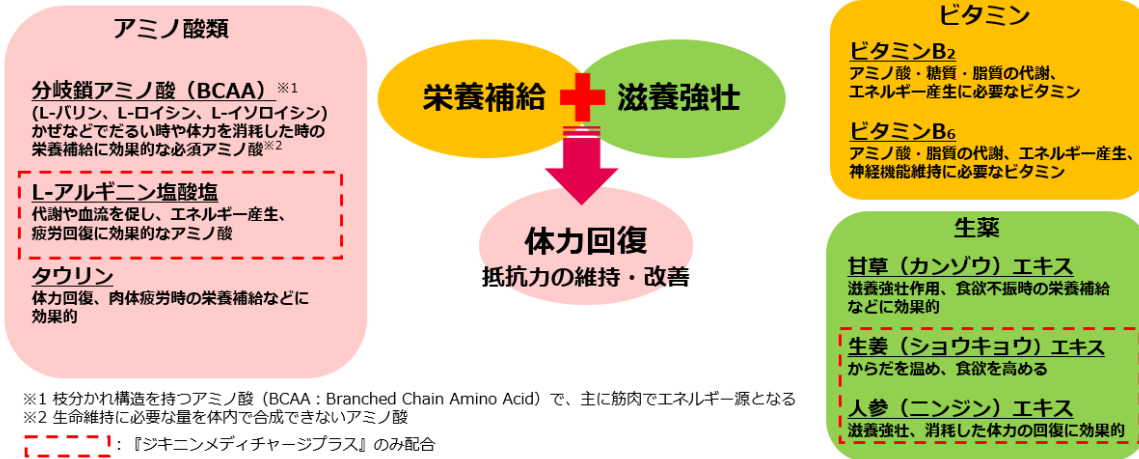 アミノ酸類
分岐鎖アミノ酸（BCAA）※1
(L-バリン、L-ロイシン、L-イソロイシン)
かぜなどでだるい時や体力を消耗した時の
栄養補給に効果的な必須アミノ酸※2
L-アルギニン塩酸塩
代謝や血流を促し、エネルギー産生、
疲労回復に効果的なアミノ酸
タウリン
体力回復、肉体疲労時の栄養補給などに
効果的
栄養補給
滋養強壮
体力回復
抵抗力の維持・改善
ビタミン
ビタミンB2
アミノ酸・糖質・脂質の代謝、
エネルギー産生に必要なビタミン
ビタミンB6
アミノ酸・脂質の代謝、エネルギー産生、
神経機能維持に必要なビタミン
生薬
甘草（カンゾウ）エキス
滋養強壮作用、食欲不振時の栄養補給
などに効果的
生姜（ショウキョウ）エキス
からだを温め、食欲を高める
人参（ニンジン）エキス
滋養強壮、消耗した体力の回復に効果的
※1 枝分かれ構造を持つアミノ酸（BCAA：Branched Chain Amino Acid）で、主に筋肉でエネルギー源となる
※2 生命維持に必要な量を体内で合成できないアミノ酸
：『ジキニンメディチャージプラス』のみ配合